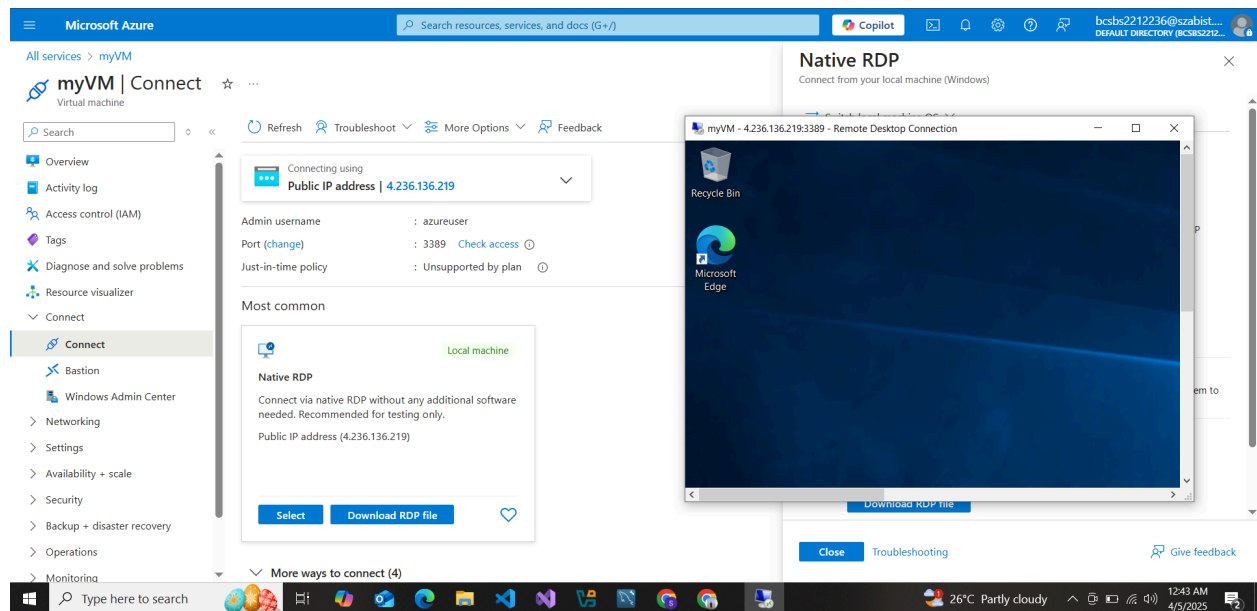 Microsoft Azure
Search resources, services, and docs (G+/)
Copilot
bcsbs2212236@szabist....
DEFAULT DIRECTORY (BCSBS2212...
All services > myVM
myVM | Connect
Virtual machine
Search
Overview
Activity log
Access control (IAM)
Tags
Diagnose and solve problems
Resource visualizer
Connect
Connect
Bastion
Windows Admin Center
Networking
Settings
Availability + scale
Security
Backup + disaster recovery
Operations
Monitoring
Refresh
Troubleshoot
More Options
Feedback
Connecting using
Public IP address | 4.236.136.219
Admin username : azureuser
Port (change) : 3389 Check access
Just-in-time policy : Unsupported by plan
Most common
Local machine
Native RDP
Connect via native RDP without any additional software
needed. Recommended for testing only.
Public IP address (4.236.136.219)
Select
Download RDP file
More ways to connect (4)
Native RDP
Connect from your local machine (Windows)
Switch local machine OS
myVM - 4.236.136.219:3389 - Remote Desktop Connection
Recycle Bin
Microsoft
Edge
P
em to
Download RDP file
Close
Troubleshooting
Give feedback
Type here to search
26°C Partly cloudy
12:43 AM
4/5/2025
2